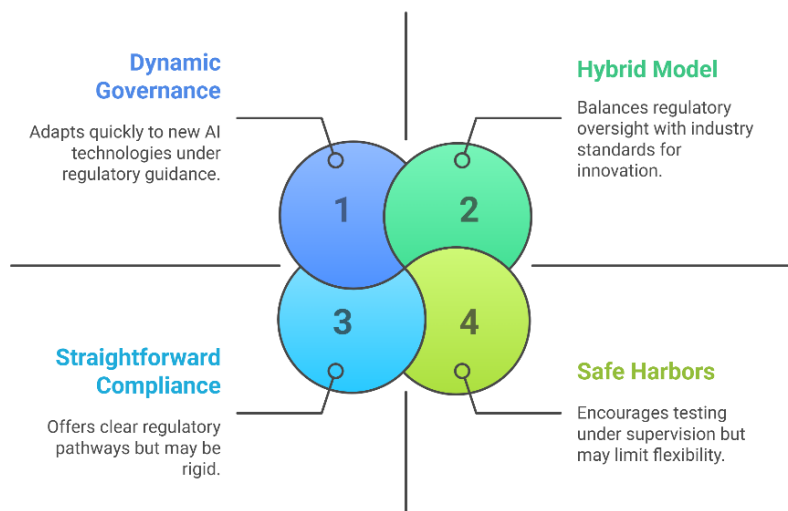 Dynamic
Governance
Adapts quickly to new AI
technologies under
regulatory guidance.
Hybrid Model
Balances regulatory
oversight with industry
standards for
innovation.
1
2
3
4
Straightforward
Compliance
Offers clear regulatory
pathways but may be
rigid.
Safe Harbors
Encourages testing
under supervision but
may limit flexibility.